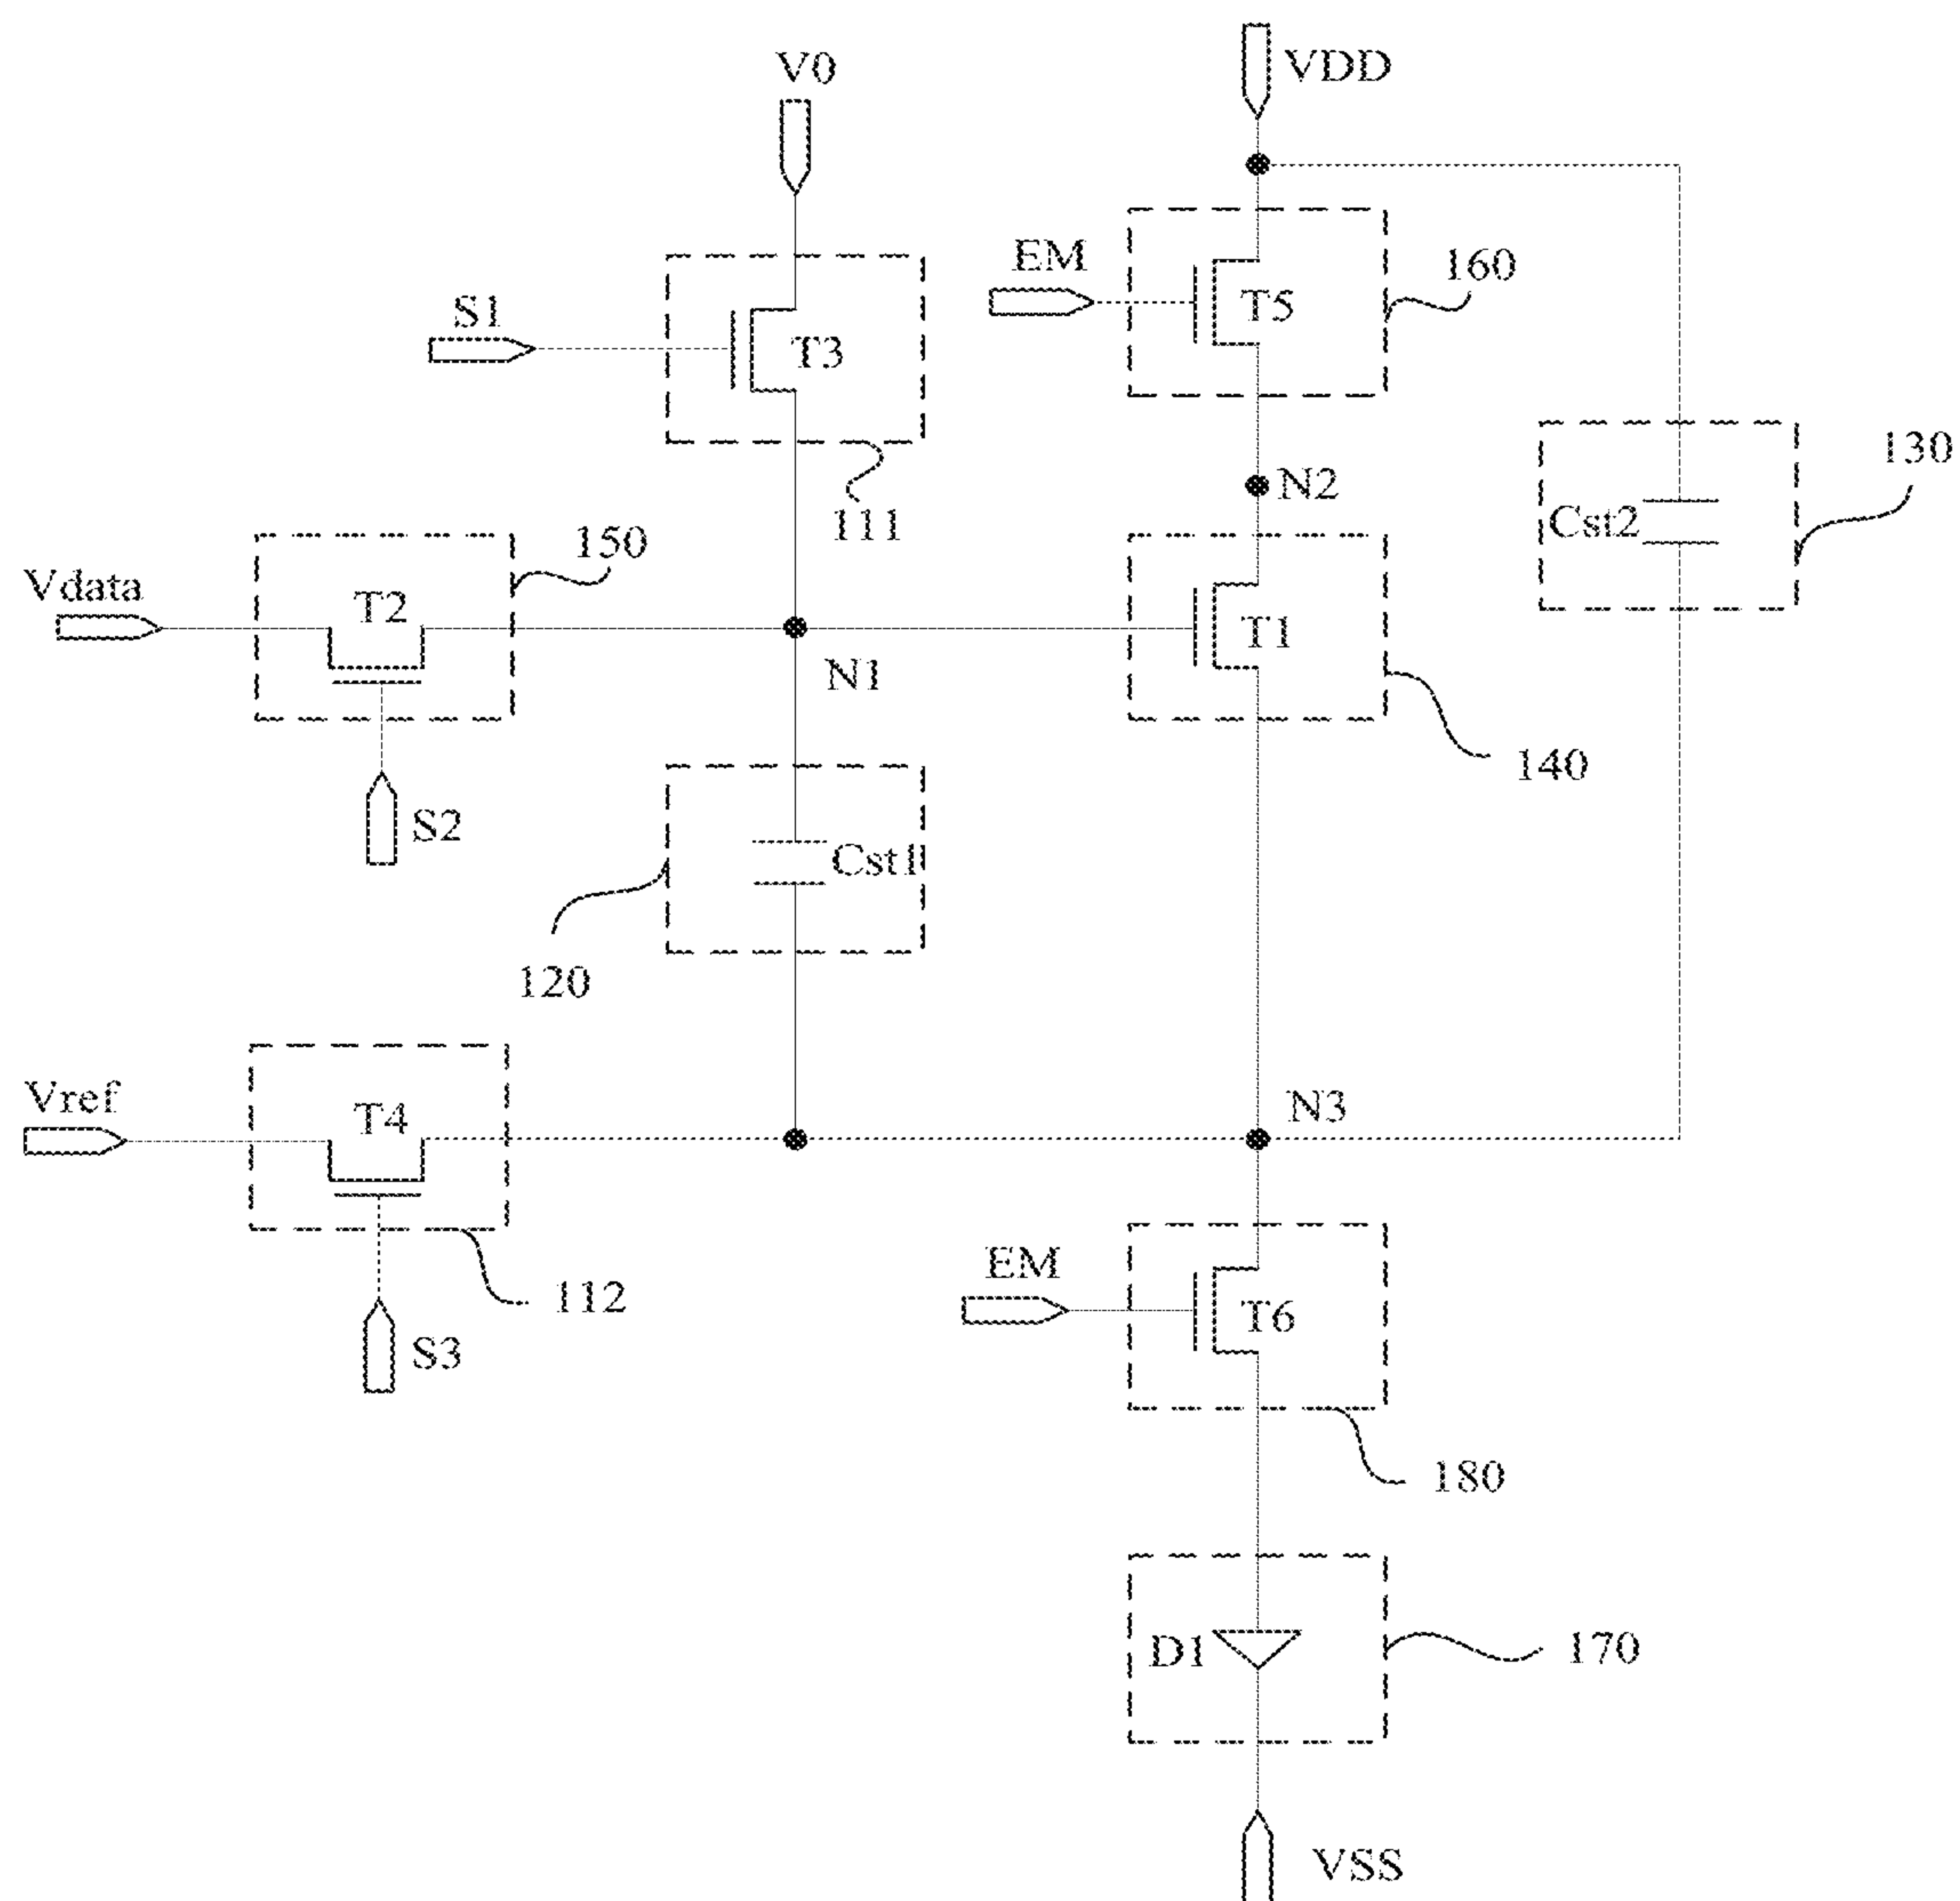 V0
VDD
EM
160
S1
T5
T3
130
N2
Cst2
111
150
Vdata
T2
T1
N1
140
S2
Cst1
120
Vref
T4
N3
EM
112
T6
S3
180
D1
170
VSS